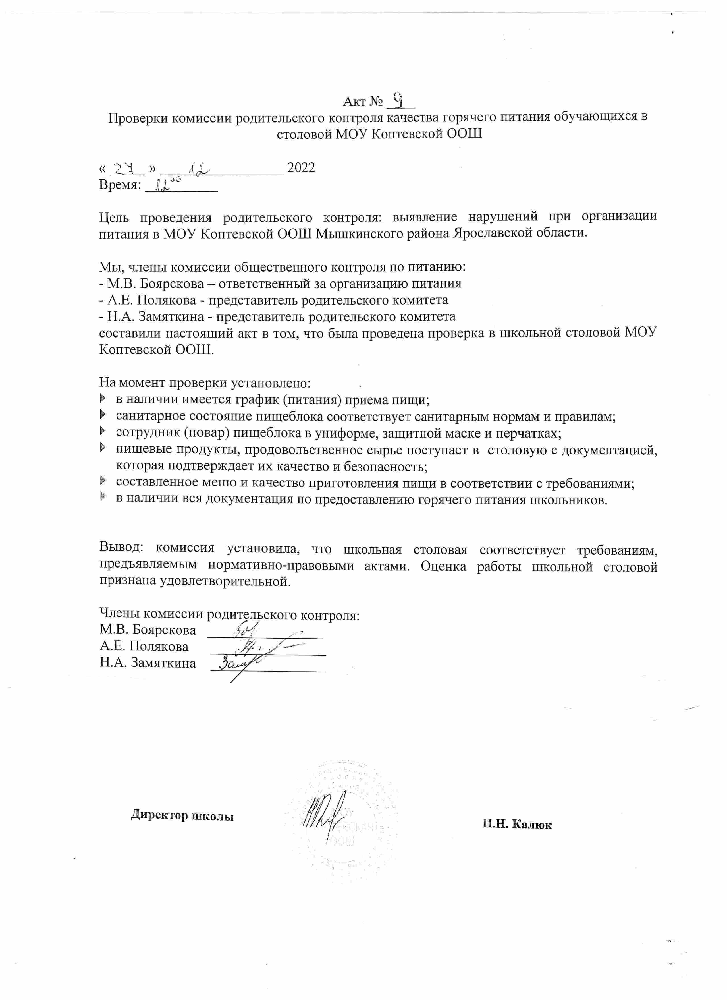 Акт № 9
Проверки комиссии родительского контроля качества горячего питания обучающихся в
столовой МОУ Коптевской ООШ
« 27 » 12 2022
Время: 12⁰⁰
Цель проведения родительского контроля: выявление нарушений при организации
питания в МОУ Коптевской ООШ Мышкинского района Ярославской области.
Мы, члены комиссии общественного контроля по питанию:
- М.В. Боярскова – ответственный за организацию питания
- А.Е. Полякова - представитель родительского комитета
- Н.А. Замяткина - представитель родительского комитета
составили настоящий акт в том, что была проведена проверка в школьной столовой МОУ
Коптевской ООШ.
На момент проверки установлено:
в наличии имеется график (питания) приема пищи;
санитарное состояние пищеблока соответствует санитарным нормам и правилам;
сотрудник (повар) пищеблока в униформе, защитной маске и перчатках;
пищевые продукты, продовольственное сырье поступает в столовую с документацией,
которая подтверждает их качество и безопасность;
составленное меню и качество приготовления пищи в соответствии с требованиями;
в наличии вся документация по предоставлению горячего питания школьников.
Вывод: комиссия установила, что школьная столовая соответствует требованиям,
предъявляемым нормативно-правовыми актами. Оценка работы школьной столовой
признана удовлетворительной.
Члены комиссии родительского контроля:
М.В. Боярскова
А.Е. Полякова
Н.А. Замяткина
МОУ
ООШ
Директор школы
Н.Н. Калюк